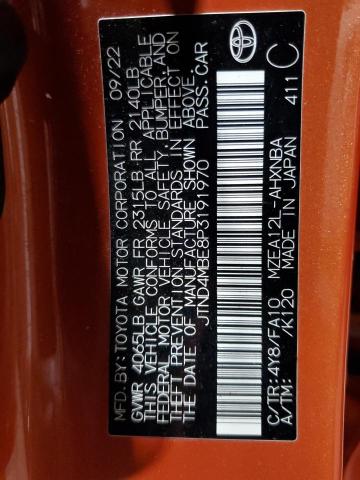 MFD. BY: TOYOTA MOTOR CORPORATION 09/22
GVWR 4065LB GAWR FR 2315LB RR 2140LB
THIS VEHICLE CONFORMS TO ALL APPLICABLE
FEDERAL MOTOR VEHICLE SAFETY, BUMPER, AND
THEFT PREVENTION STANDARDS IN EFFECT ON
THE DATE OF MANUFACTURE SHOWN ABOVE.
JTND4MBE8P3191970 PASS. CAR
C/TR: 4Y8/FA10 MZEA12L-AHXNBA
A/TM: /K120 MADE IN JAPAN 411 C